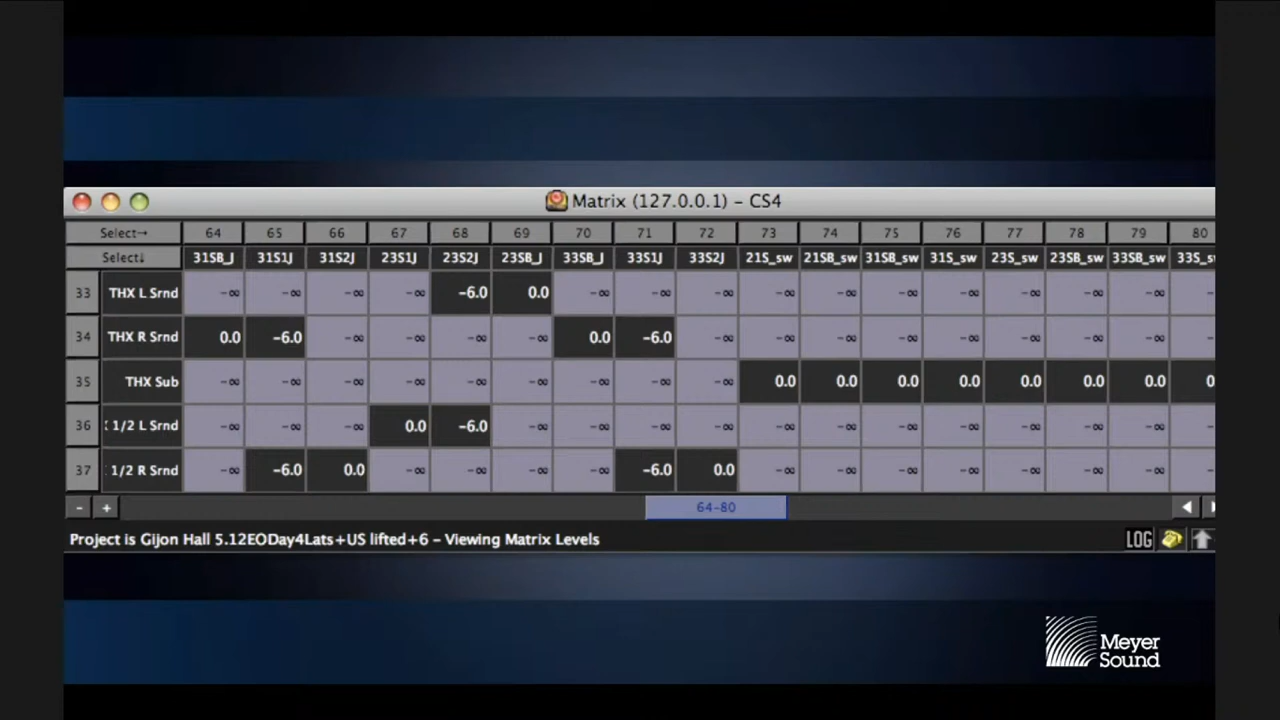 Matrix (127.0.0.1) – CS4
Select→ 64 65 66 67 68 69 70 71 72 73 74 75 76 77 78 79 80
Select↓ 31SB_J 31S1J 31S2J 23S1J 23S2J 23SB_J 33SB_J 33S1J 33S2J 21S_sw 21SB_sw 31SB_sw 31S_sw 23S_sw 23SB_sw 33SB_sw 33S_sw
33 THX L Srnd -∞ -∞ -∞ -∞ -6.0 0.0 -∞ -∞ -∞ -∞ -∞ -∞ -∞ -∞ -∞ -∞ -∞
34 THX R Srnd 0.0 -6.0 -∞ -∞ -∞ -∞ 0.0 -6.0 -∞ -∞ -∞ -∞ -∞ -∞ -∞ -∞ -∞
35 THX Sub -∞ -∞ -∞ -∞ -∞ -∞ -∞ -∞ -∞ 0.0 0.0 0.0 0.0 0.0 0.0 0.0 0
36 1/2 L Srnd -∞ -∞ -∞ 0.0 -6.0 -∞ -∞ -∞ -∞ -∞ -∞ -∞ -∞ -∞ -∞ -∞ -∞
37 1/2 R Srnd -∞ -6.0 0.0 -∞ -∞ -∞ -∞ -6.0 0.0 -∞ -∞ -∞ -∞ -∞ -∞ -∞ -∞
- + 64-80
Project is Gijon Hall 5.12EODay4Lats+US lifted+6 – Viewing Matrix Levels LOG
Meyer
Sound